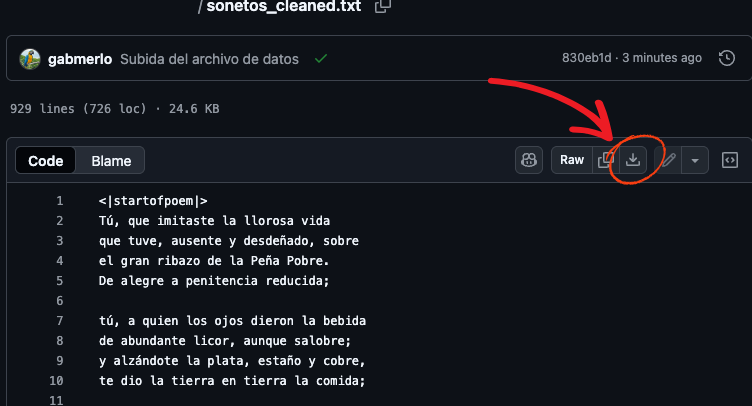 / sonetos_cleaned.txt
gabmerlo Subida del archivo de datos 830eb1d · 3 minutes ago
929 lines (726 loc) · 24.6 KB
Code Blame Raw
1 <|startofpoem|>
2 Tú, que imitaste la llorosa vida
3 que tuve, ausente y desdeñado, sobre
4 el gran ribazo de la Peña Pobre.
5 De alegre a penitencia reducida;
6
7 tú, a quien los ojos dieron la bebida
8 de abundante licor, aunque salobre;
9 y alzándote la plata, estaño y cobre,
10 te dio la tierra en tierra la comida;
11